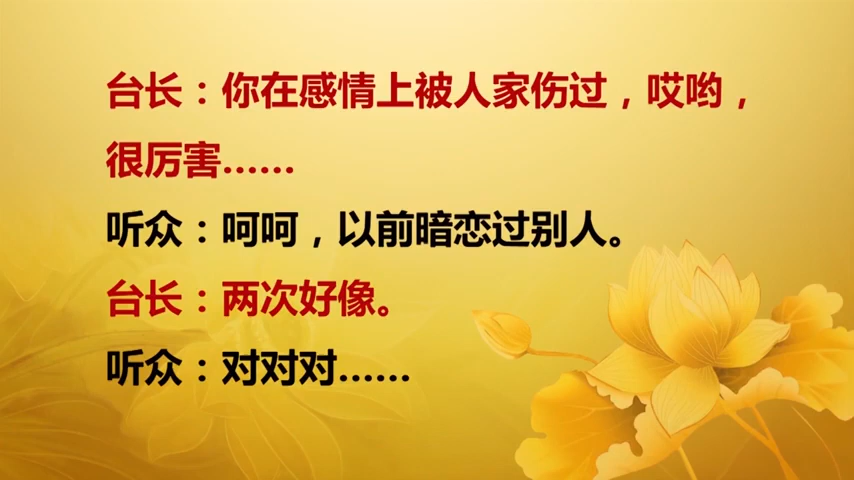 台长：你在感情上被人家伤过，哎哟，
很厉害……
听众：呵呵，以前暗恋过别人。
台长：两次好像。
听众：对对对……